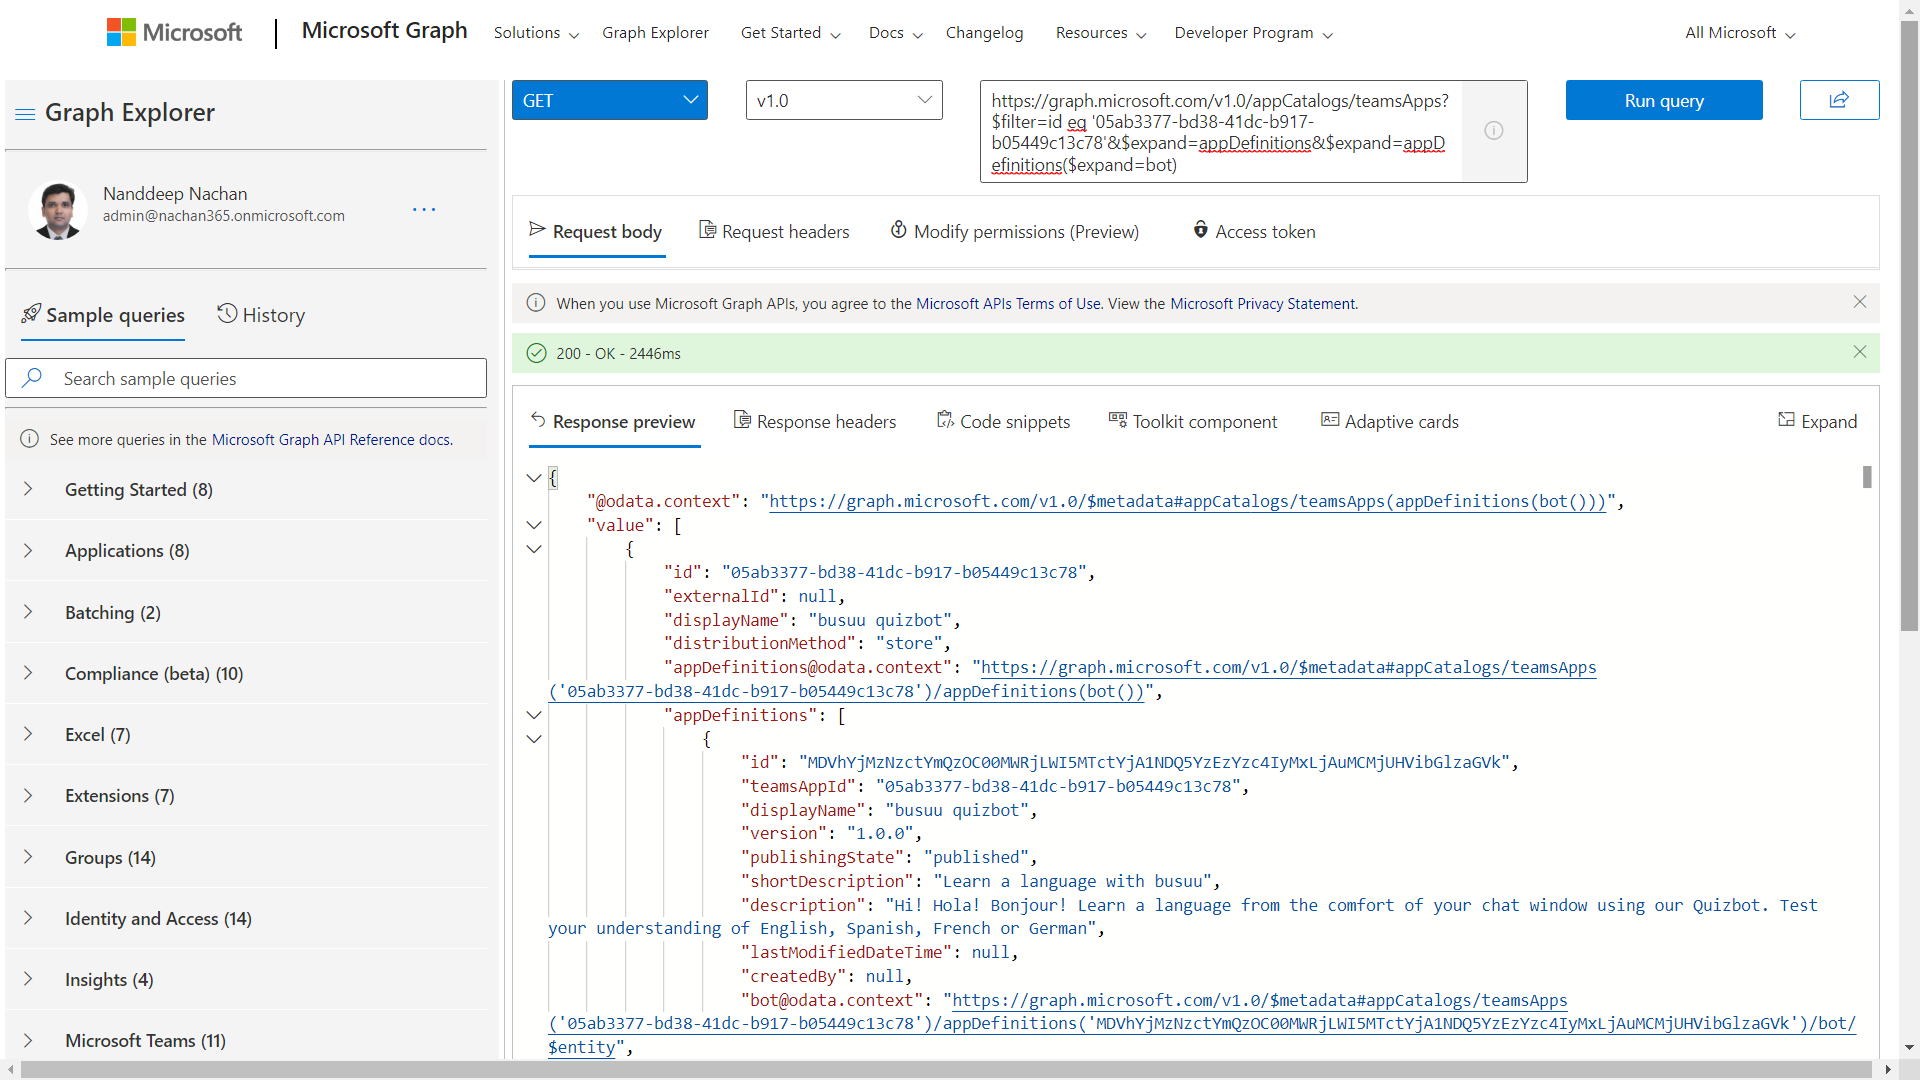 Microsoft
Microsoft Graph
Solutions
Graph Explorer
Get Started
Docs
Changelog
Resources
Developer Program
All Microsoft
Graph Explorer
Nanddeep Nachan
admin@nachan365.onmicrosoft.com
Sample queries
History
Search sample queries
See more queries in the Microsoft Graph API Reference docs.
Getting Started (8)
Applications (8)
Batching (2)
Compliance (beta) (10)
Excel (7)
Extensions (7)
Groups (14)
Identity and Access (14)
Insights (4)
Microsoft Teams (11)
GET
v1.0
https://graph.microsoft.com/v1.0/appCatalogs/teamsApps?
$filter=id eq '05ab3377-bd38-41dc-b917-
b05449c13c78'&$expand=appDefinitions&$expand=appD
efinitions($expand=bot)
Run query
Request body
Request headers
Modify permissions (Preview)
Access token
When you use Microsoft Graph APIs, you agree to the Microsoft APIs Terms of Use. View the Microsoft Privacy Statement.
200 - OK - 2446ms
Response preview
Response headers
Code snippets
Toolkit component
Adaptive cards
Expand
{
"@odata.context": "https://graph.microsoft.com/v1.0/$metadata#appCatalogs/teamsApps(appDefinitions(bot()))",
"value": [
{
"id": "05ab3377-bd38-41dc-b917-b05449c13c78",
"externalId": null,
"displayName": "busuu quizbot",
"distributionMethod": "store",
"appDefinitions@odata.context": "https://graph.microsoft.com/v1.0/$metadata#appCatalogs/teamsApps
('05ab3377-bd38-41dc-b917-b05449c13c78')/appDefinitions(bot())",
"appDefinitions": [
{
"id": "MDVhYjMzNzctYmQzOC00MWRjLWI5MTctYjA1NDQ5YzEzYzc4IyMxLjAuMCMjUHVibGlzaGVk",
"teamsAppId": "05ab3377-bd38-41dc-b917-b05449c13c78",
"displayName": "busuu quizbot",
"version": "1.0.0",
"publishingState": "published",
"shortDescription": "Learn a language with busuu",
"description": "Hi! Hola! Bonjour! Learn a language from the comfort of your chat window using our Quizbot. Test
your understanding of English, Spanish, French or German",
"lastModifiedDateTime": null,
"createdBy": null,
"bot@odata.context": "https://graph.microsoft.com/v1.0/$metadata#appCatalogs/teamsApps
('05ab3377-bd38-41dc-b917-b05449c13c78')/appDefinitions('MDVhYjMzNzctYmQzOC00MWRjLWI5MTctYjA1NDQ5YzEzYzc4IyMxLjAuMCMjUHVibGlzaGVk')/bot/
$entity",